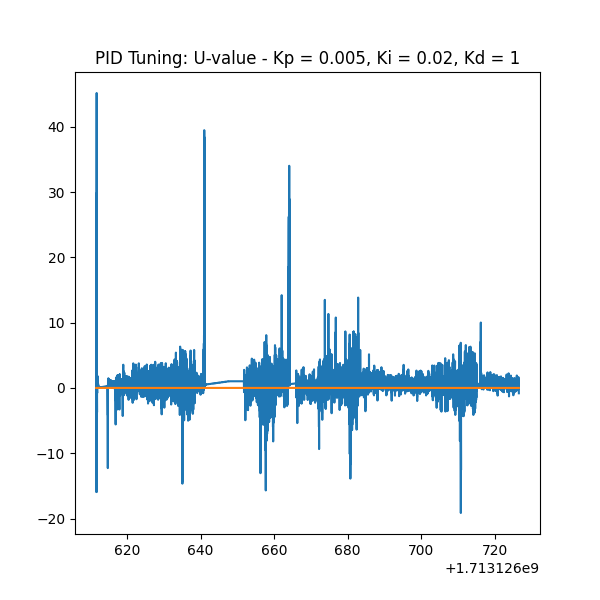 PID Tuning: U-value - Kp = 0.005, Ki = 0.02, Kd = 1
40
30
20
10
0
−10
−20
620 640 660 680 700 720
+1.713126e9